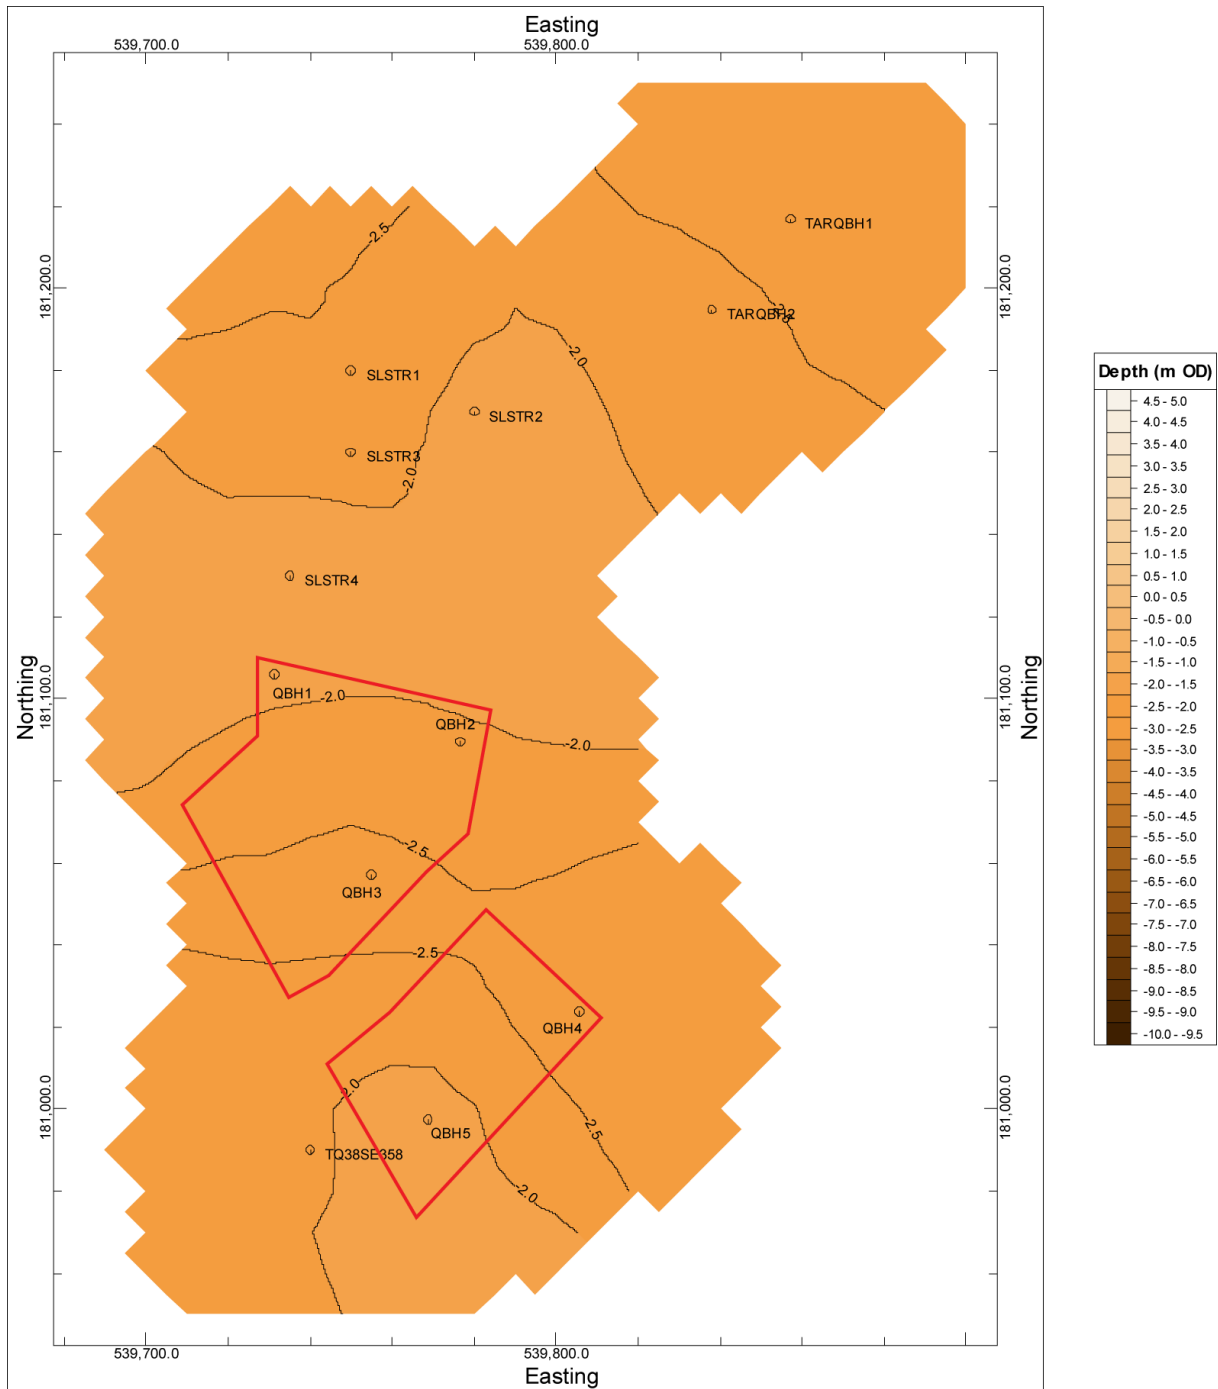 Easting
539,700.0 539,800.0
TARQBH1
-2.5
181,200.0 181,200.0
TARQBH2
-2.5
-2.0
SLSTR1
SLSTR2
SLSTR3
-2.0
SLSTR4
Northing Northing
QBH1
-2.0
181,100.0 181,100.0
QBH2
-2.0
-2.5
QBH3
-2.5
QBH4
-2.0
181,000.0 181,000.0
-2.5
QBH5
TQ38SE358
-2.0
539,700.0 539,800.0
Easting
Depth (m OD)
4.5 - 5.0
4.0 - 4.5
3.5 - 4.0
3.0 - 3.5
2.5 - 3.0
2.0 - 2.5
1.5 - 2.0
1.0 - 1.5
0.5 - 1.0
0.0 - 0.5
-0.5 - 0.0
-1.0 - -0.5
-1.5 - -1.0
-2.0 - -1.5
-2.5 - -2.0
-3.0 - -2.5
-3.5 - -3.0
-4.0 - -3.5
-4.5 - -4.0
-5.0 - -4.5
-5.5 - -5.0
-6.0 - -5.5
-6.5 - -6.0
-7.0 - -6.5
-7.5 - -7.0
-8.0 - -7.5
-8.5 - -8.0
-9.0 - -8.5
-9.5 - -9.0
-10.0 - -9.5